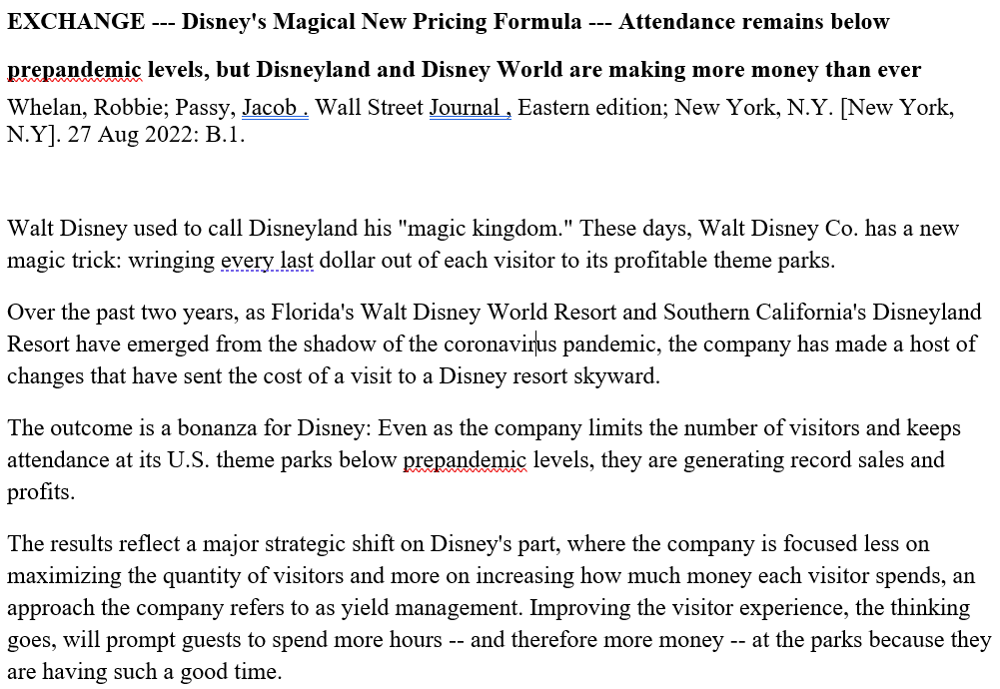 EXCHANGE --- Disney's Magical New Pricing Formula --- Attendance remains below
prepandemic levels, but Disneyland and Disney World are making more money than ever
Whelan, Robbie; Passy, Jacob . Wall Street Journal , Eastern edition; New York, N.Y. [New York,
N.Y]. 27 Aug 2022: B.1.
Walt Disney used to call Disneyland his "magic kingdom." These days, Walt Disney Co. has a new
magic trick: wringing every last dollar out of each visitor to its profitable theme parks.
Over the past two years, as Florida's Walt Disney World Resort and Southern California's Disneyland
Resort have emerged from the shadow of the coronavirus pandemic, the company has made a host of
changes that have sent the cost of a visit to a Disney resort skyward.
The outcome is a bonanza for Disney: Even as the company limits the number of visitors and keeps
attendance at its U.S. theme parks below prepandemic levels, they are generating record sales and
profits.
The results reflect a major strategic shift on Disney's part, where the company is focused less on
maximizing the quantity of visitors and more on increasing how much money each visitor spends, an
approach the company refers to as yield management. Improving the visitor experience, the thinking
goes, will prompt guests to spend more hours -- and therefore more money -- at the parks because they
are having such a good time.